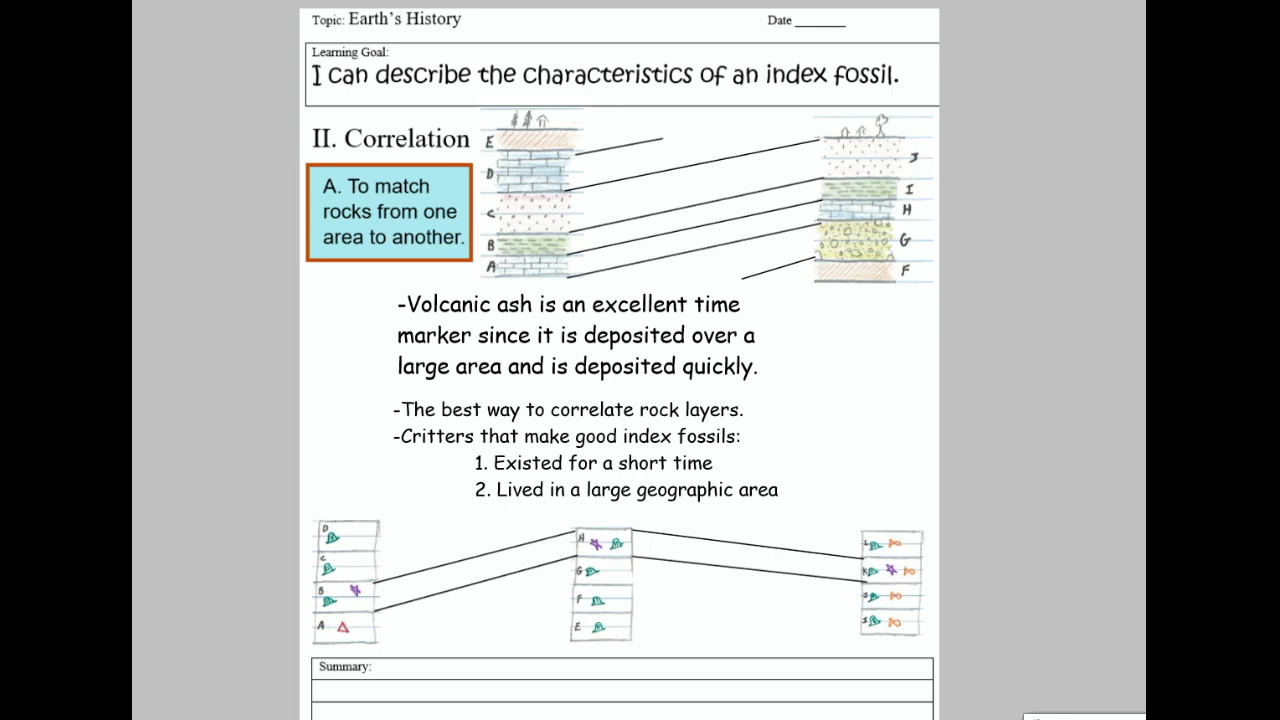 Topic: Earth's History
Date ________
Learning Goal:
I can describe the characteristics of an index fossil.
II. Correlation
A. To match
rocks from one
area to another.
E
D
C
B
A
J
I
H
G
F
-Volcanic ash is an excellent time
marker since it is deposited over a
large area and is deposited quickly.
-The best way to correlate rock layers.
-Critters that make good index fossils:
1. Existed for a short time
2. Lived in a large geographic area
D
C
B
A
H
G
F
E
L
K
J
I
Summary: